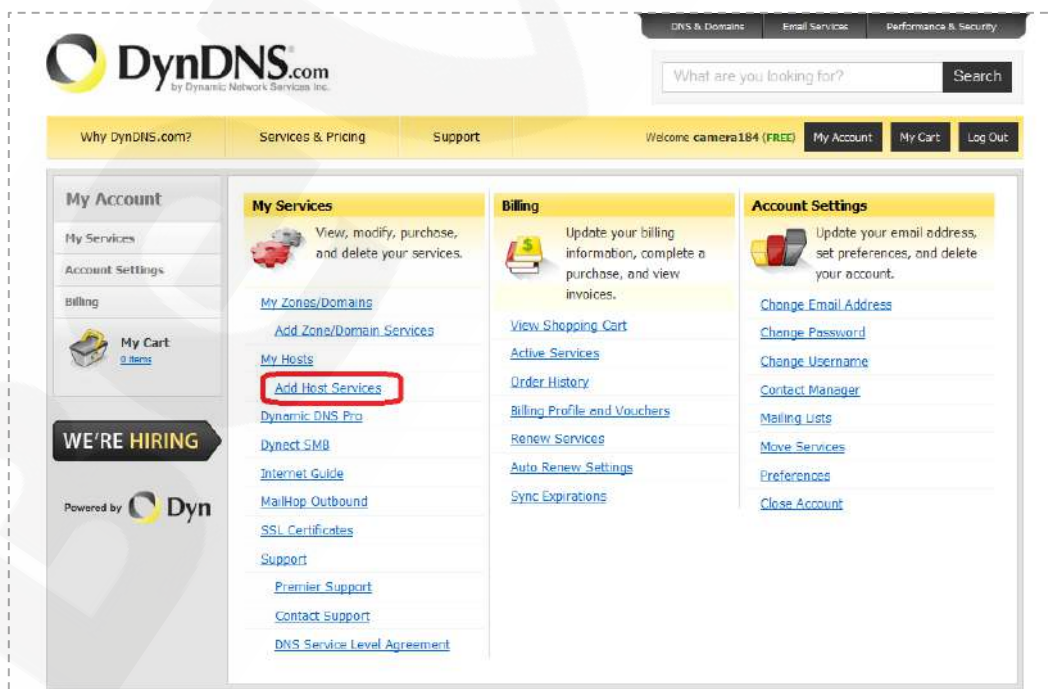 DNS & Domains Email Services Performance & Security
DynDNS.com
by Dynamic Network Services Inc.
What are you looking for? Search
Why DynDNS.com? Services & Pricing Support Welcome camera184 (FREE) My Account My Cart Log Out
My Account
My Services
Account Settings
Billing
My Cart
0 items
WE'RE HIRING
Powered by Dyn
My Services
View, modify, purchase,
and delete your services.
My Zones/Domains
Add Zone/Domain Services
My Hosts
Add Host Services
Dynamic DNS Pro
Dynect SMB
Internet Guide
MailHop Outbound
SSL Certificates
Support
Premier Support
Contact Support
DNS Service Level Agreement
Billing
Update your billing
information, complete a
purchase, and view
invoices.
View Shopping Cart
Active Services
Order History
Billing Profile and Vouchers
Renew Services
Auto Renew Settings
Sync Expirations
Account Settings
Update your email address,
set preferences, and delete
your account.
Change Email Address
Change Password
Change Username
Contact Manager
Mailing Lists
Move Services
Preferences
Close Account